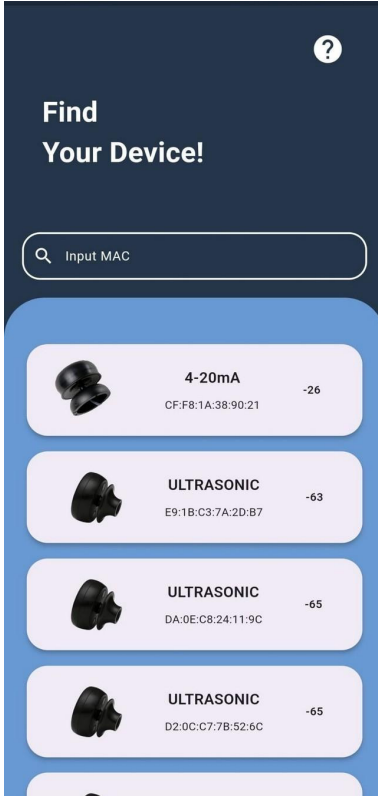 ?
Find
Your Device!
Input MAC
4-20mA
CF:F8:1A:38:90:21
-26
ULTRASONIC
E9:1B:C3:7A:2D:B7
-63
ULTRASONIC
DA:0E:C8:24:11:9C
-65
ULTRASONIC
D2:0C:C7:7B:52:6C
-65